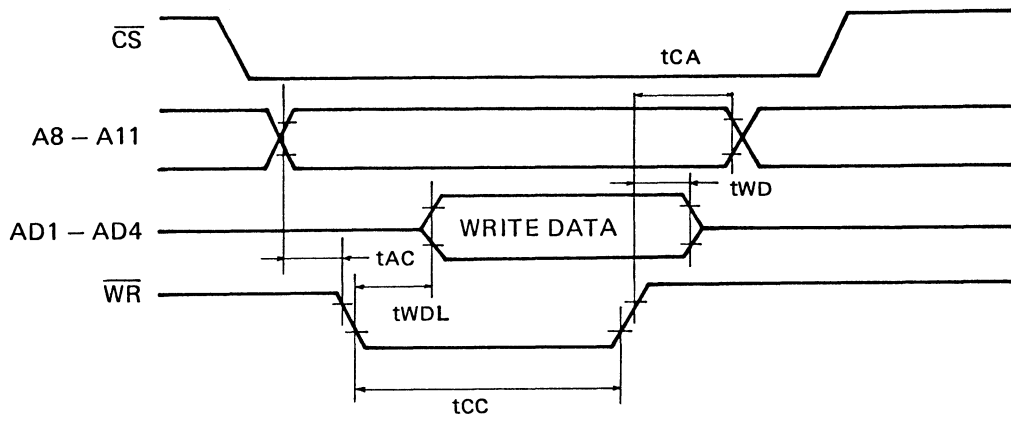 CS
tCA
A8 – A11
tWD
AD1 – AD4
WRITE DATA
tAC
WR
tWDL
tCC